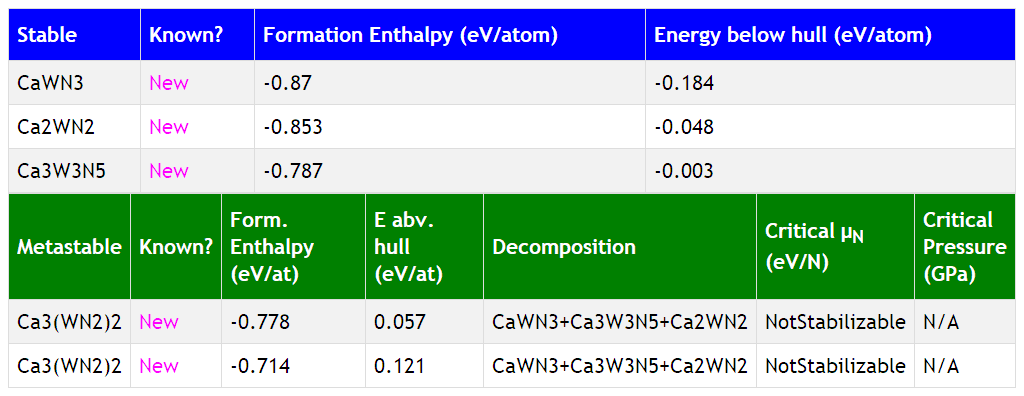 Stable Known? Formation Enthalpy (eV/atom) Energy below hull (eV/atom)
CaWN3 New -0.87 -0.184
Ca2WN2 New -0.853 -0.048
Ca3W3N5 New -0.787 -0.003
Metastable Known? Form. Enthalpy (eV/at) E abv. hull (eV/at) Decomposition Critical μN (eV/N) Critical Pressure (GPa)
Ca3(WN2)2 New -0.778 0.057 CaWN3+Ca3W3N5+Ca2WN2 NotStabilizable N/A
Ca3(WN2)2 New -0.714 0.121 CaWN3+Ca3W3N5+Ca2WN2 NotStabilizable N/A